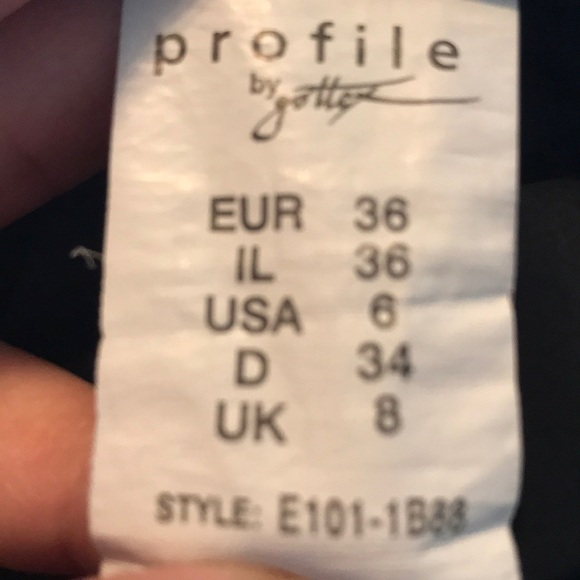 profile
by gottex
EUR 36
IL 36
USA 6
D 34
UK 8
STYLE: E101-1B88